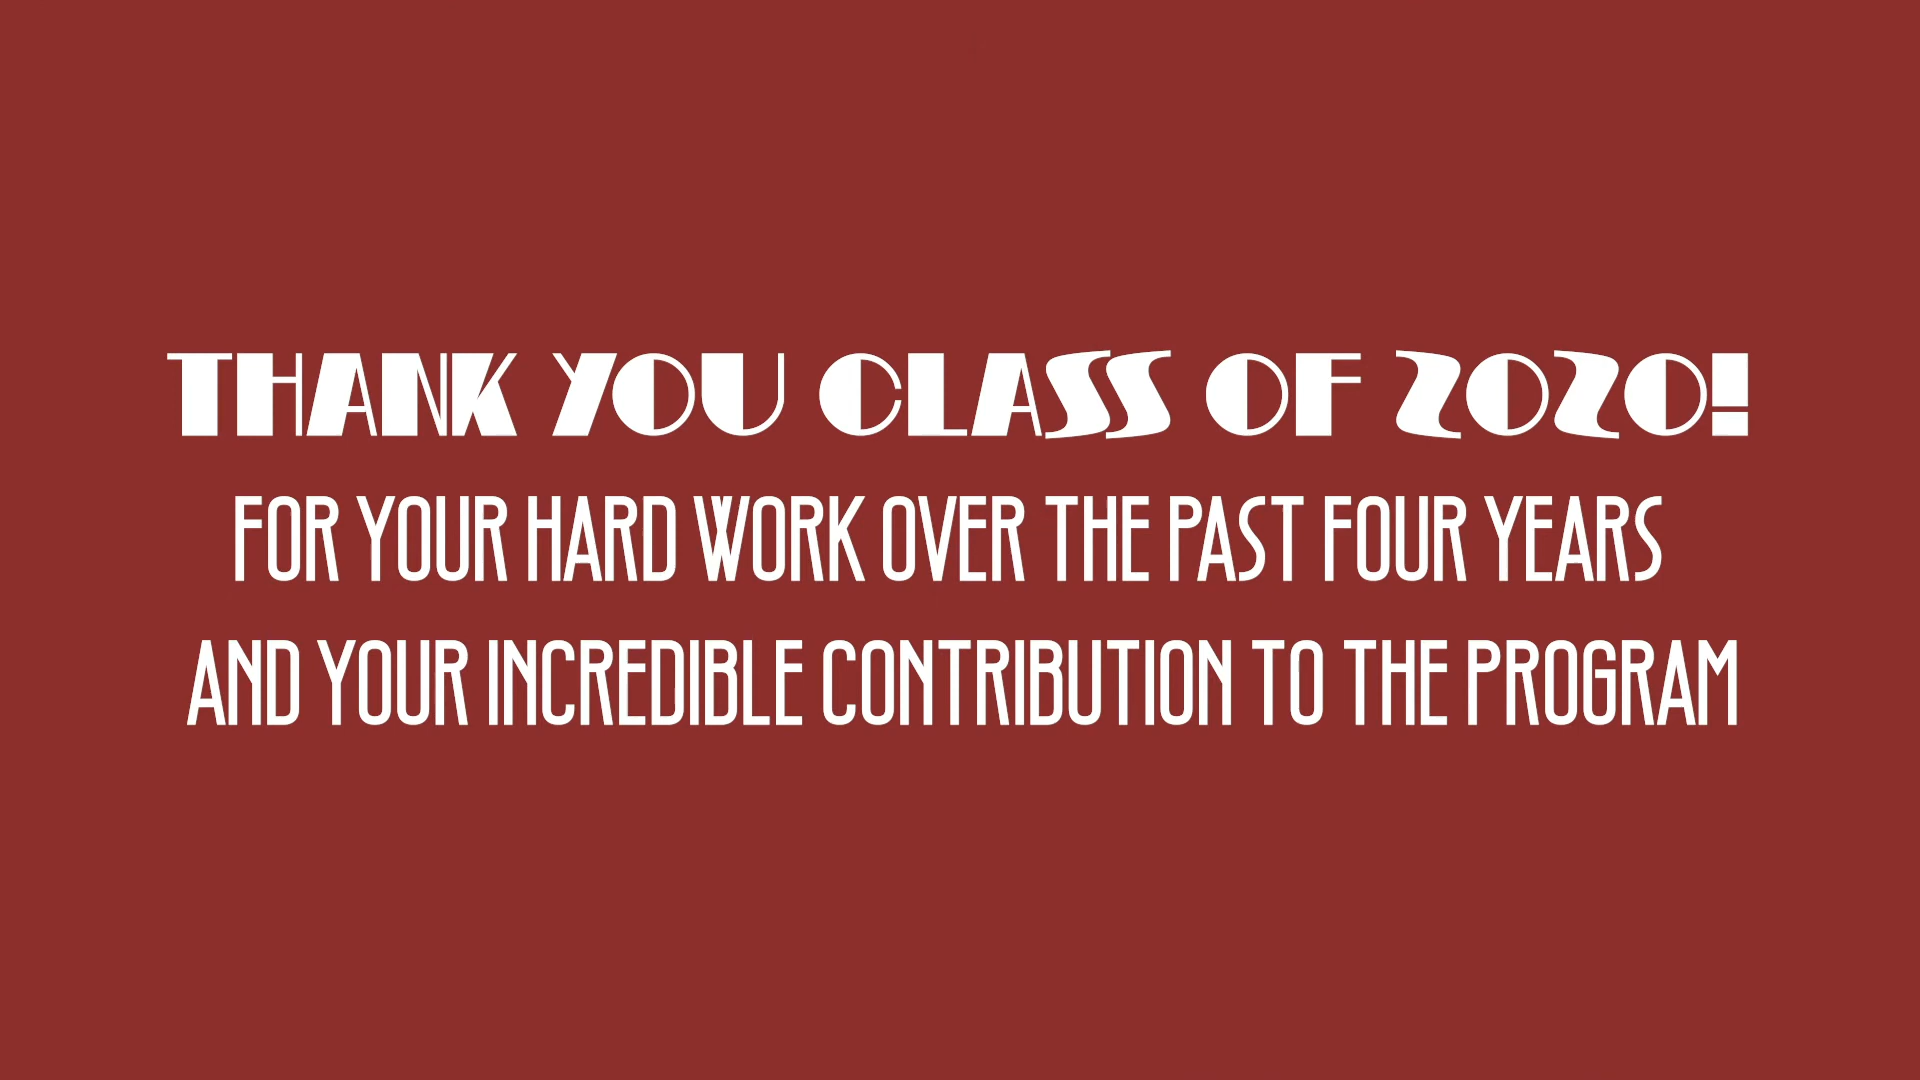 THANK YOU CLASS OF 2020!
FOR YOUR HARD WORK OVER THE PAST FOUR YEARS
AND YOUR INCREDIBLE CONTRIBUTION TO THE PROGRAM